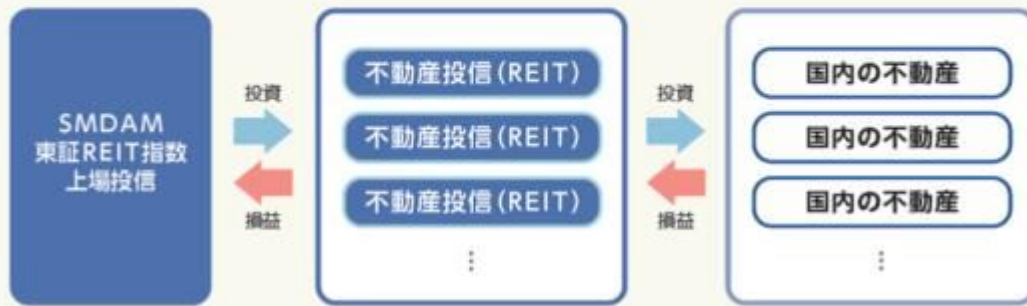 SMDAM
東証REIT指数
上場投信
投資
損益
不動産投信(REIT)
不動産投信(REIT)
不動産投信(REIT)
⋮
投資
損益
国内の不動産
国内の不動産
国内の不動産
⋮